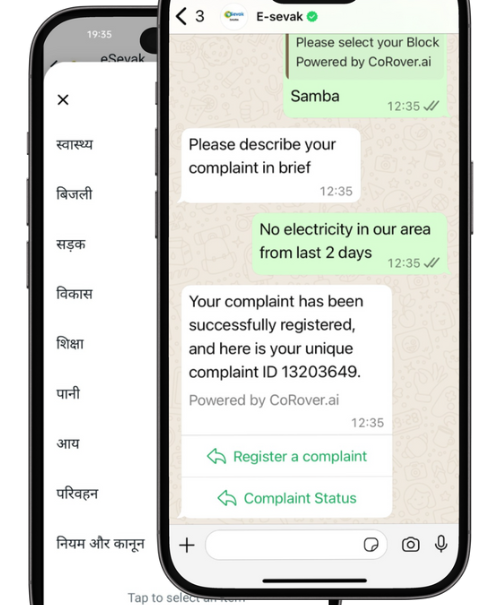 19:35
eSevak
×
स्वास्थ्य
बिजली
सड़क
विकास
शिक्षा
पानी
आय
परिवहन
नियम और कानून
Tap to select an item
3
E-sevak
Please select your Block
Powered by CoRover.ai
Samba
12:35
Please describe your
complaint in brief
12:35
No electricity in our area
from last 2 days
12:35
Your complaint has been
successfully registered,
and here is your unique
complaint ID 13203649.
Powered by CoRover.ai
12:35
Register a complaint
Complaint Status